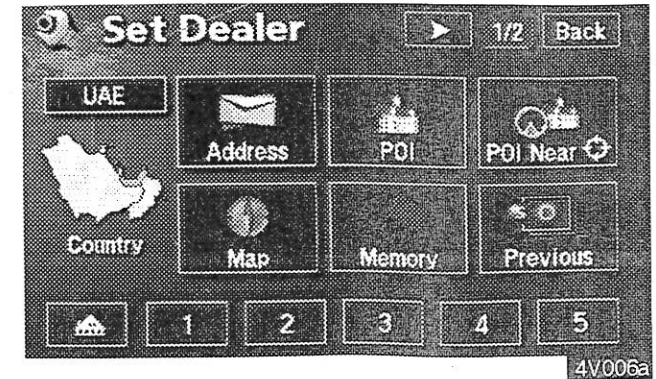 Set Dealer 1/2 Back
UAE
Address POI POI Near
Country
Map Memory Previous
1 2 3 4 5
4V006a